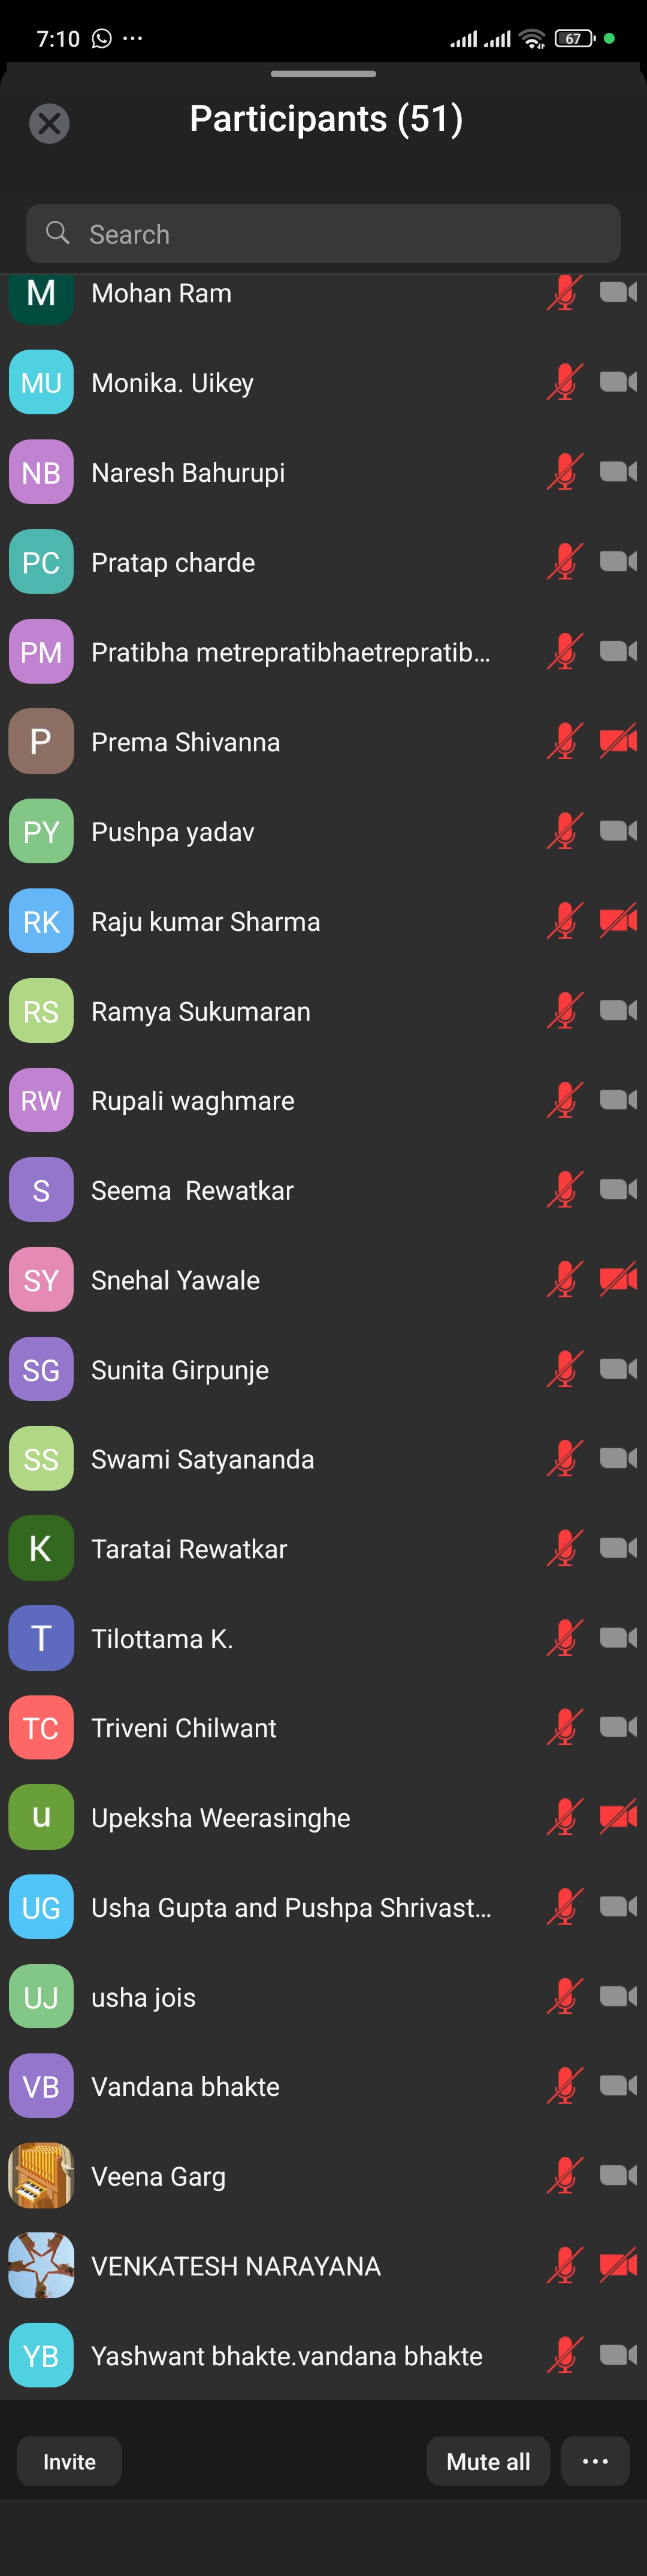 7:10
67
Participants (51)
Search
M Mohan Ram
MU Monika. Uikey
NB Naresh Bahurupi
PC Pratap charde
PM Pratibha metrepratibhaetrepratib...
P Prema Shivanna
PY Pushpa yadav
RK Raju kumar Sharma
RS Ramya Sukumaran
RW Rupali waghmare
S Seema  Rewatkar
SY Snehal Yawale
SG Sunita Girpunje
SS Swami Satyananda
K Taratai Rewatkar
T Tilottama K.
TC Triveni Chilwant
u Upeksha Weerasinghe
UG Usha Gupta and Pushpa Shrivast...
UJ usha jois
VB Vandana bhakte
Veena Garg
VENKATESH NARAYANA
YB Yashwant bhakte.vandana bhakte
Invite Mute all